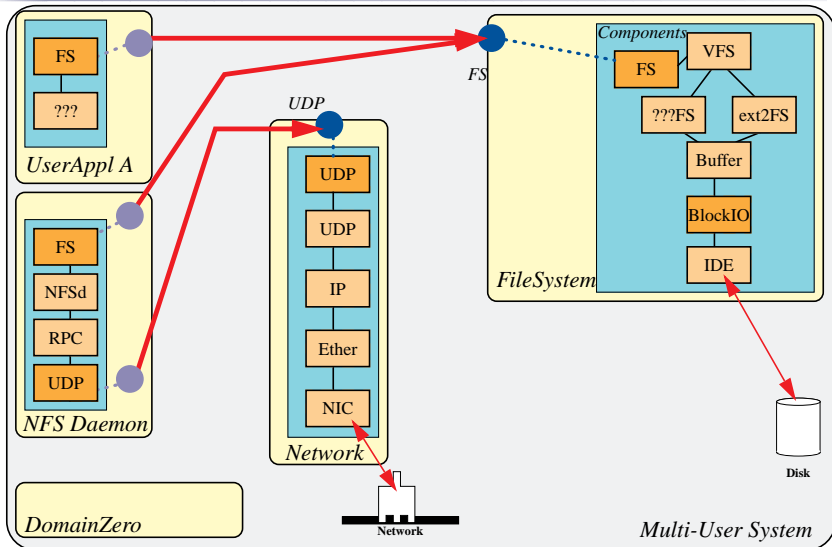 FS
???
UserAppl A
FS
NFSd
RPC
UDP
NFS Daemon
DomainZero
UDP
UDP
UDP
IP
Ether
NIC
Network
Network
FS
Components
FS
VFS
???FS
ext2FS
Buffer
BlockIO
IDE
FileSystem
Disk
Multi-User System